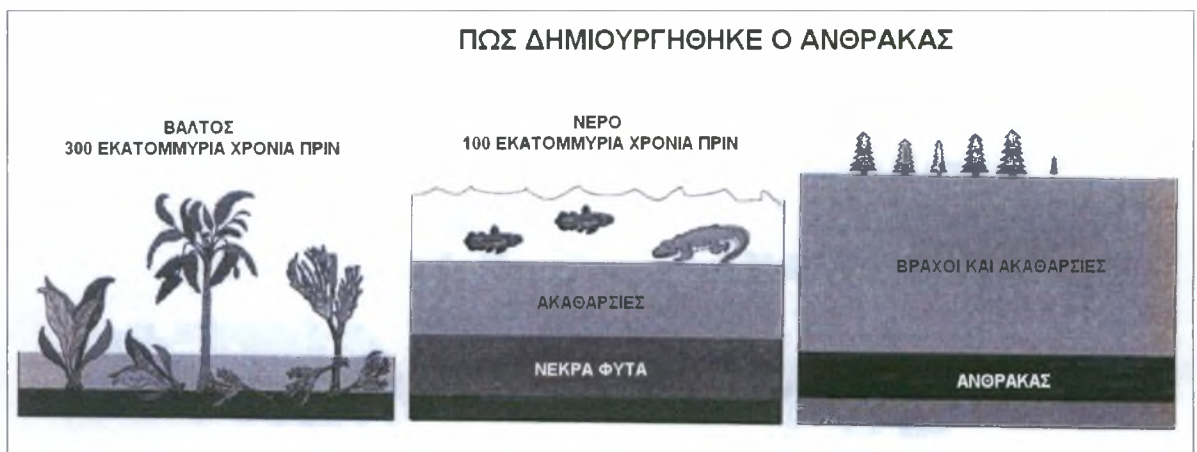 ΠΩΣ ΔΗΜΙΟΥΡΓΗΘΗΚΕ Ο ΑΝΘΡΑΚΑΣ
ΒΑΛΤΟΣ
300 ΕΚΑΤΟΜΜΥΡΙΑ ΧΡΟΝΙΑ ΠΡΙΝ
ΝΕΡΟ
100 ΕΚΑΤΟΜΜΥΡΙΑ ΧΡΟΝΙΑ ΠΡΙΝ
ΑΚΑΘΑΡΣΙΕΣ
ΝΕΚΡΑ ΦΥΤΑ
ΒΡΑΧΟΙ ΚΑΙ ΑΚΑΘΑΡΣΙΕΣ
ΑΝΘΡΑΚΑΣ